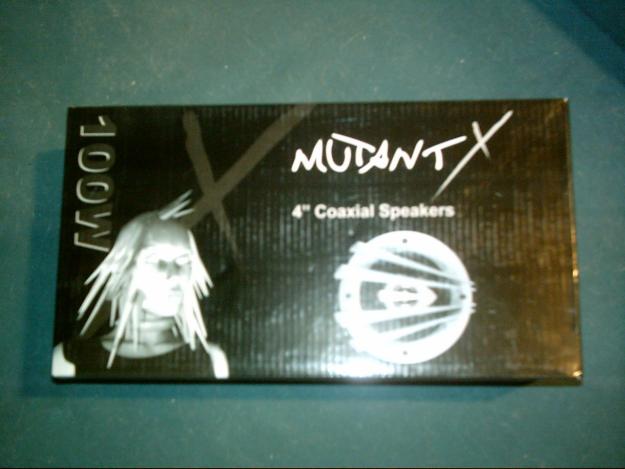 100W
MUTANT X
4" Coaxial Speakers